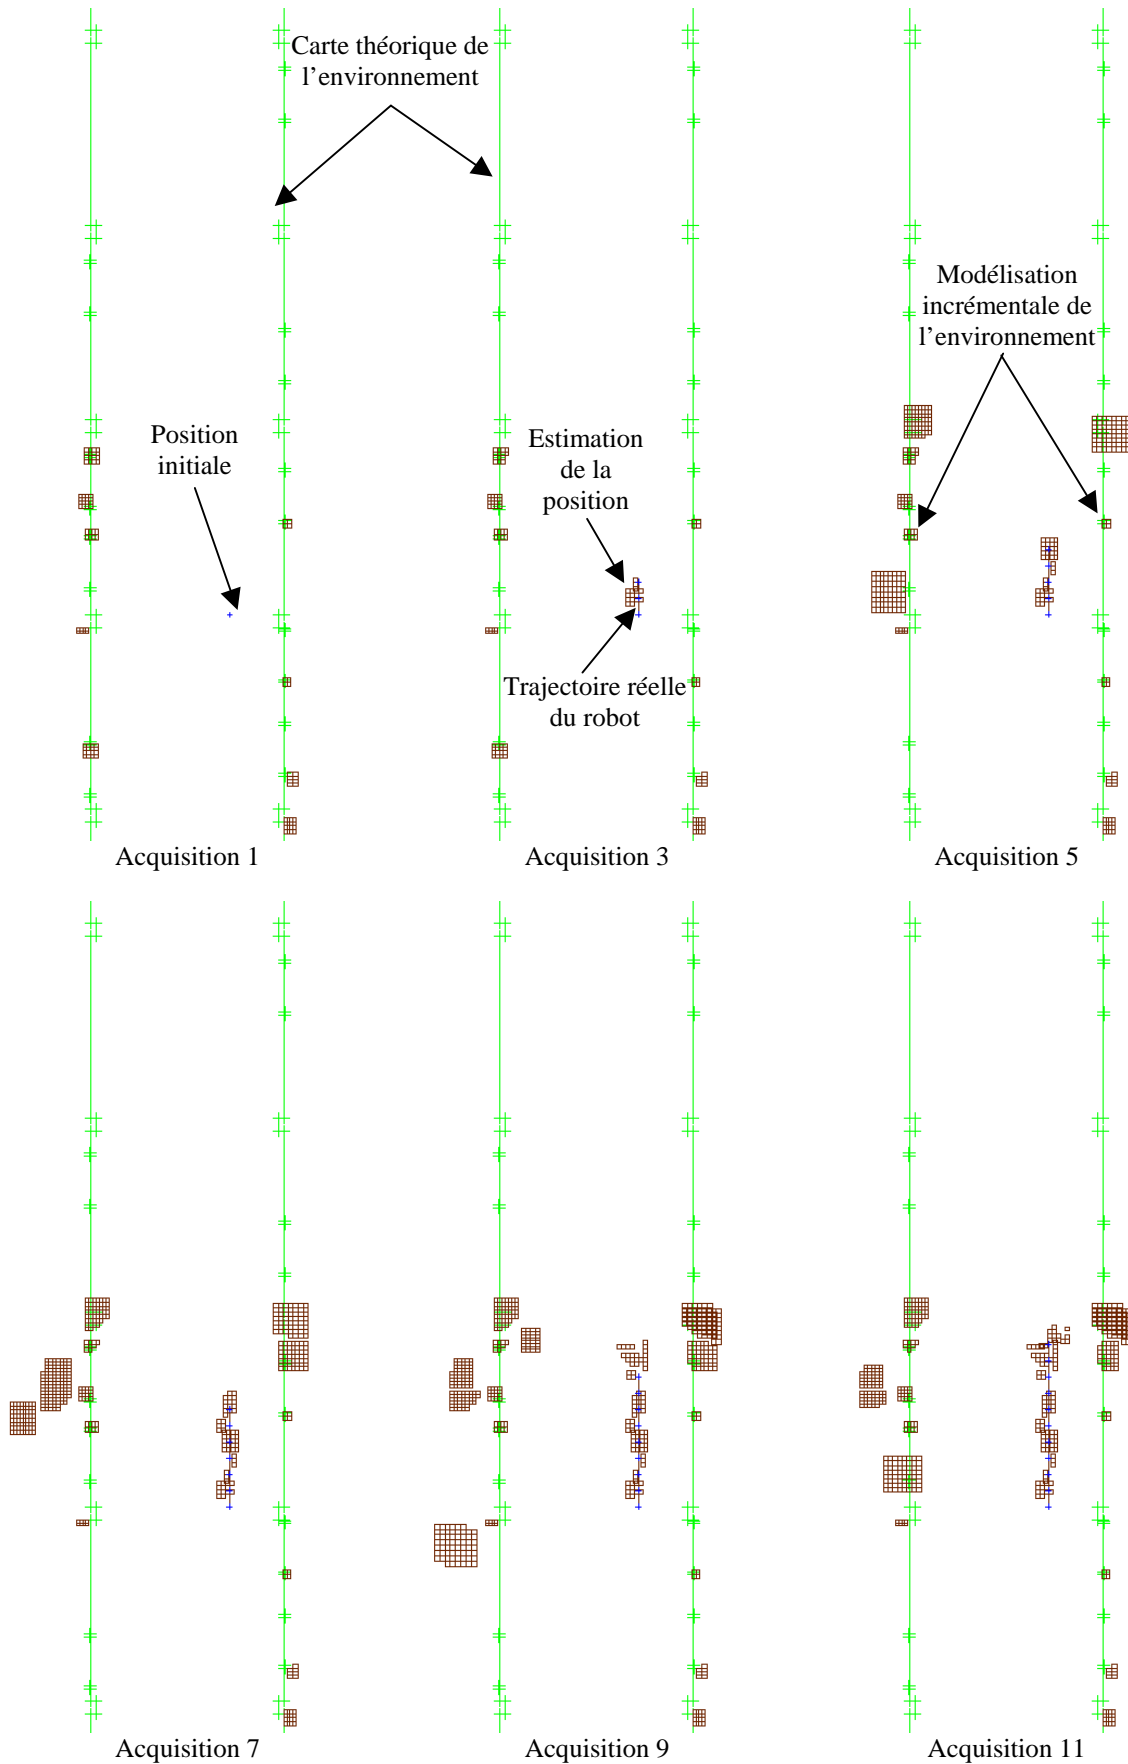 Carte théorique de
l’environnement
Modélisation
incrémentale de
l’environnement
Position
initiale
Estimation
de la
position
Trajectoire réelle
du robot
Acquisition 1
Acquisition 3
Acquisition 5
Acquisition 7
Acquisition 9
Acquisition 11